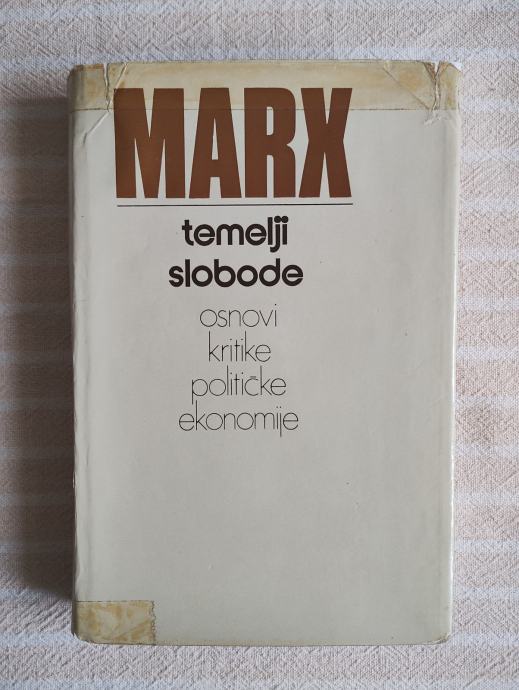 MARX
temelji
slobode
osnovi
kritike
političke
ekonomije